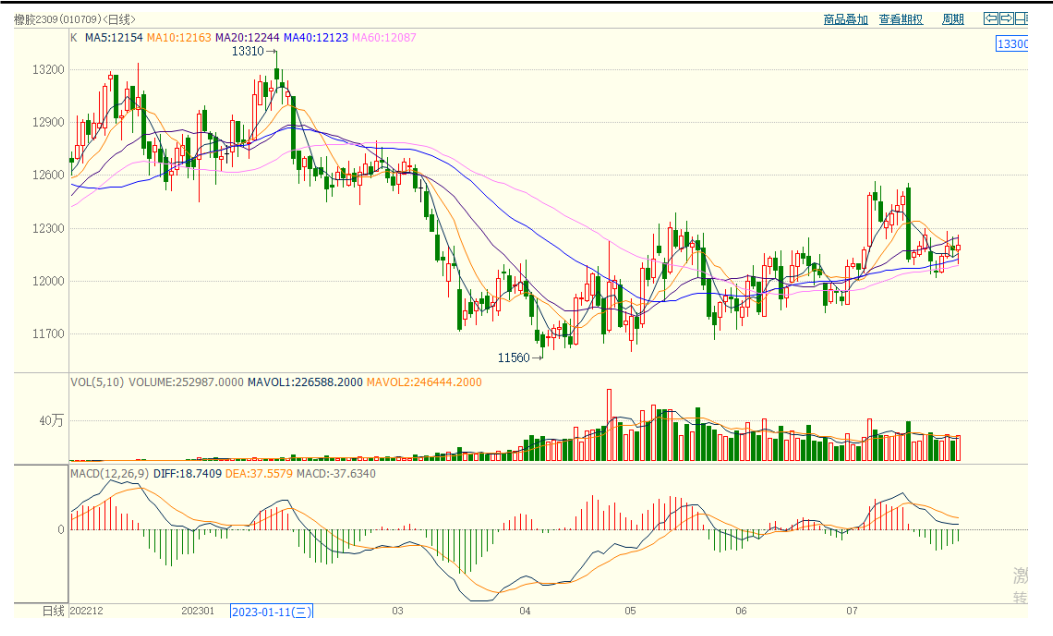 橡胶2309(010709)<日线> 商品叠加 查看期权 周期
K MA5:12154 MA10:12163 MA20:12244 MA40:12123 MA60:12087
13300
13310
13200
12900
12600
12300
12000
11700
11560
VOL(5,10) VOLUME:252987.0000 MAVOL1:226588.2000 MAVOL2:246444.2000
40万
MACD(12,26,9) DIFF:18.7409 DEA:37.5579 MACD:-37.6340
0
激
转
日线 202212 202301 2023-01-11(三) 03 04 05 06 07